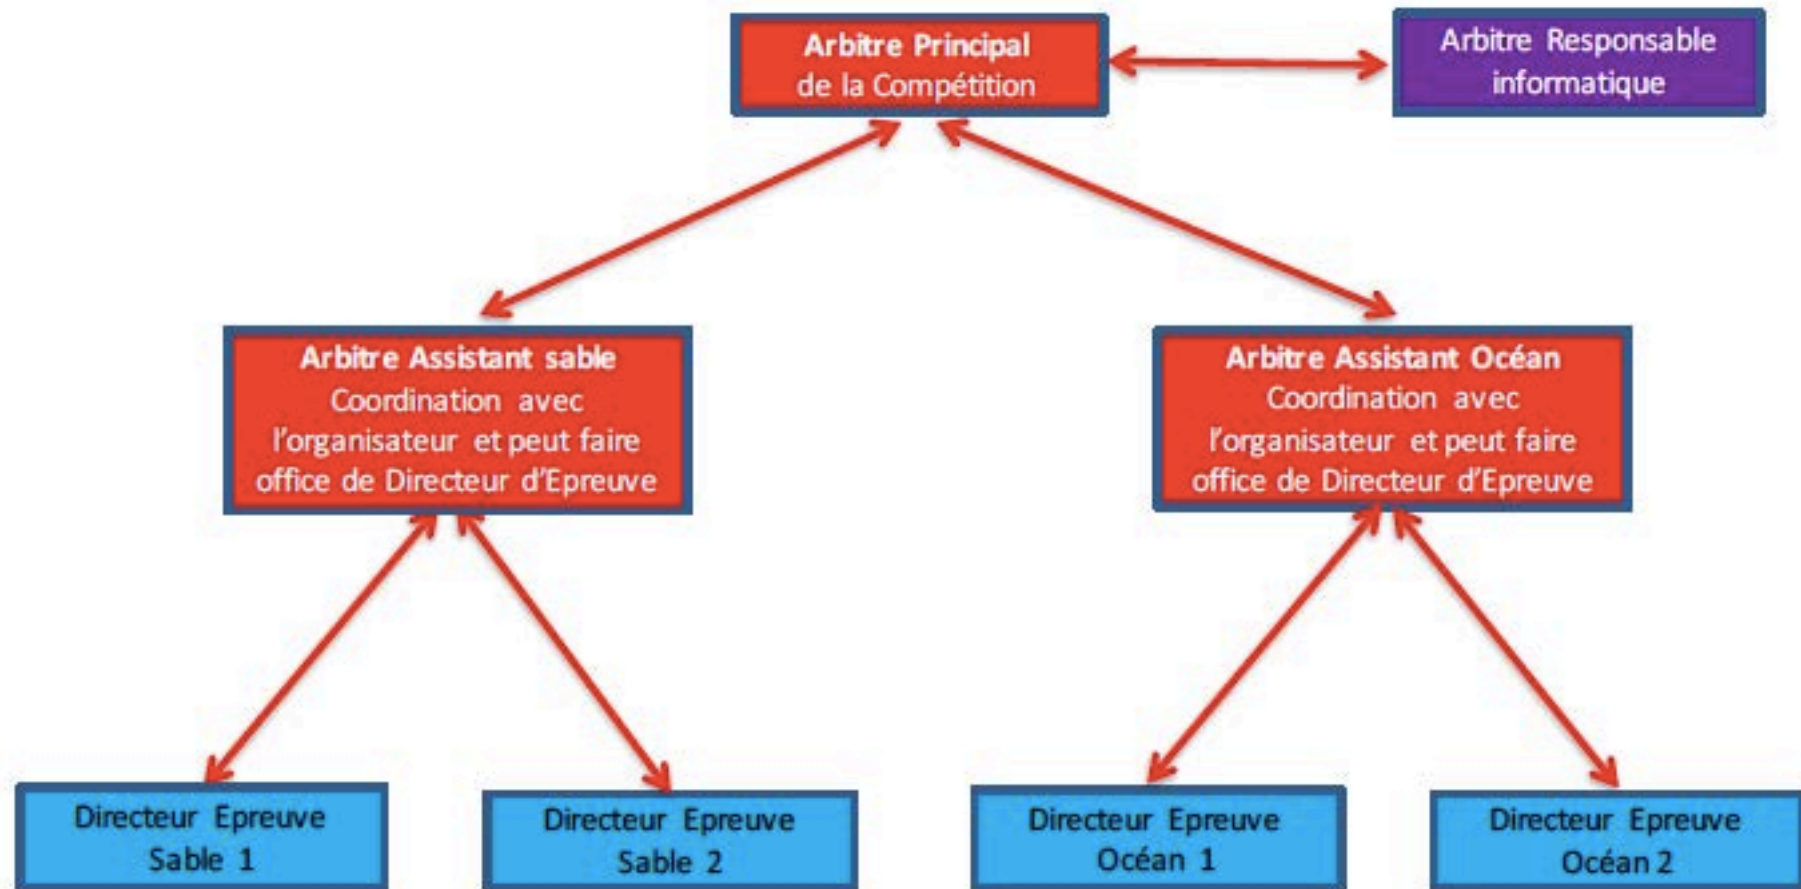 Arbitre Principal
de la Compétition
Arbitre Responsable
informatique
Arbitre Assistant sable
Coordination avec
l'organisateur et peut faire
office de Directeur d'Epreuve
Arbitre Assistant Océan
Coordination avec
l'organisateur et peut faire
office de Directeur d'Epreuve
Directeur Epreuve
Sable 1
Directeur Epreuve
Sable 2
Directeur Epreuve
Océan 1
Directeur Epreuve
Océan 2